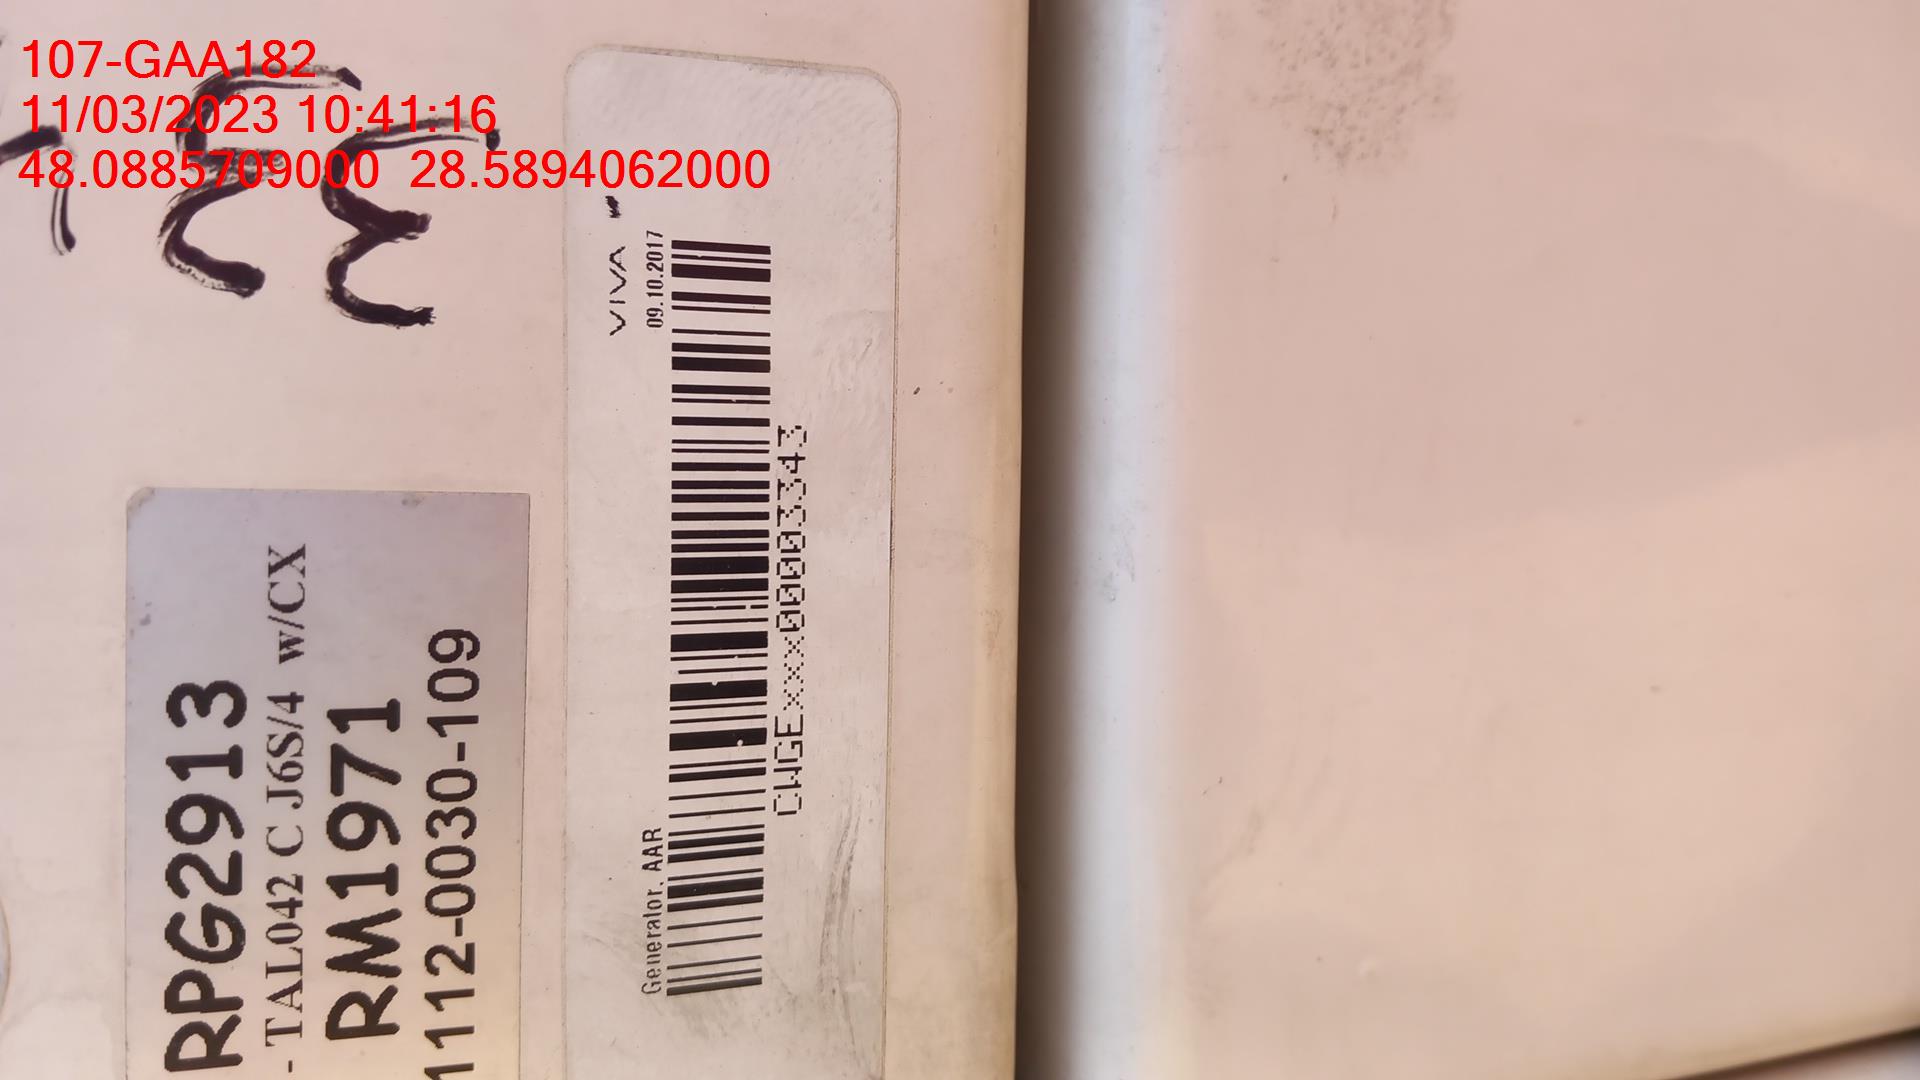 107-GAA182
11/03/2023 10:41:16
48.0885709000 28.5894062000
RPG2913
- TAL042 C J6S/4 w/CX
RM1971
1112-0030-109
VIVA
Generator, AAR
09.10.2017
CWGExxxx00003343